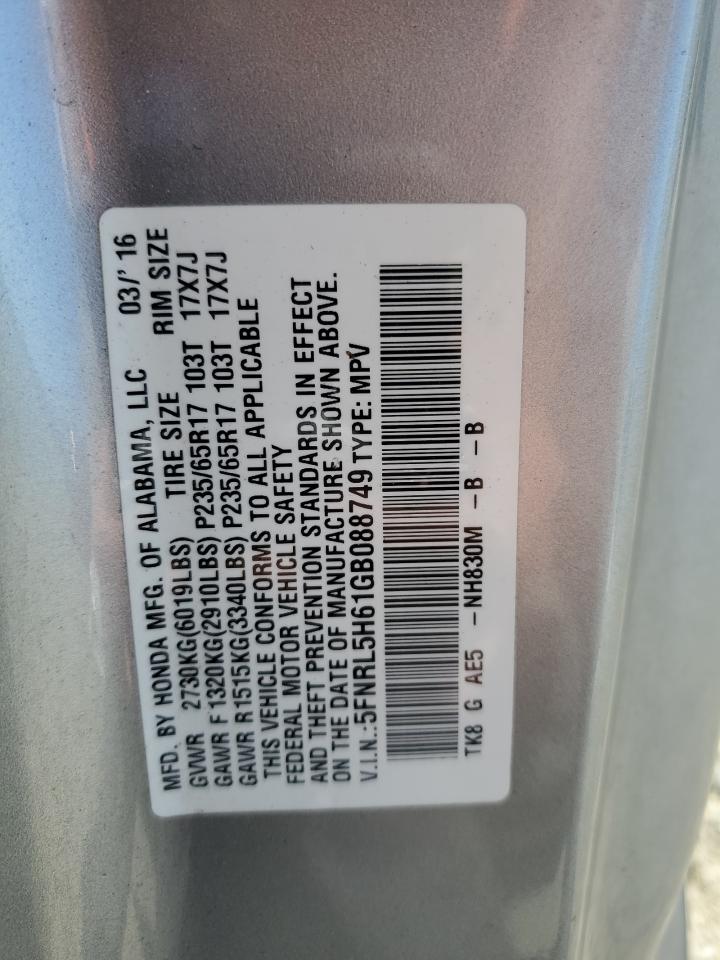 MFD. BY HONDA MFG. OF ALABAMA, LLC 03/' 16
GVWR 2730KG(6019LBS) TIRE SIZE RIM SIZE
GAWR F 1320KG(2910LBS) P235/65R17 103T 17X7J
GAWR R 1515KG(3340LBS) P235/65R17 103T 17X7J
THIS VEHICLE CONFORMS TO ALL APPLICABLE
FEDERAL MOTOR VEHICLE SAFETY
AND THEFT PREVENTION STANDARDS IN EFFECT
ON THE DATE OF MANUFACTURE SHOWN ABOVE.
V.I.N.:5FNRL5H61GB088749 TYPE: MPV
TK8 G AE5 -NH830M -B -B